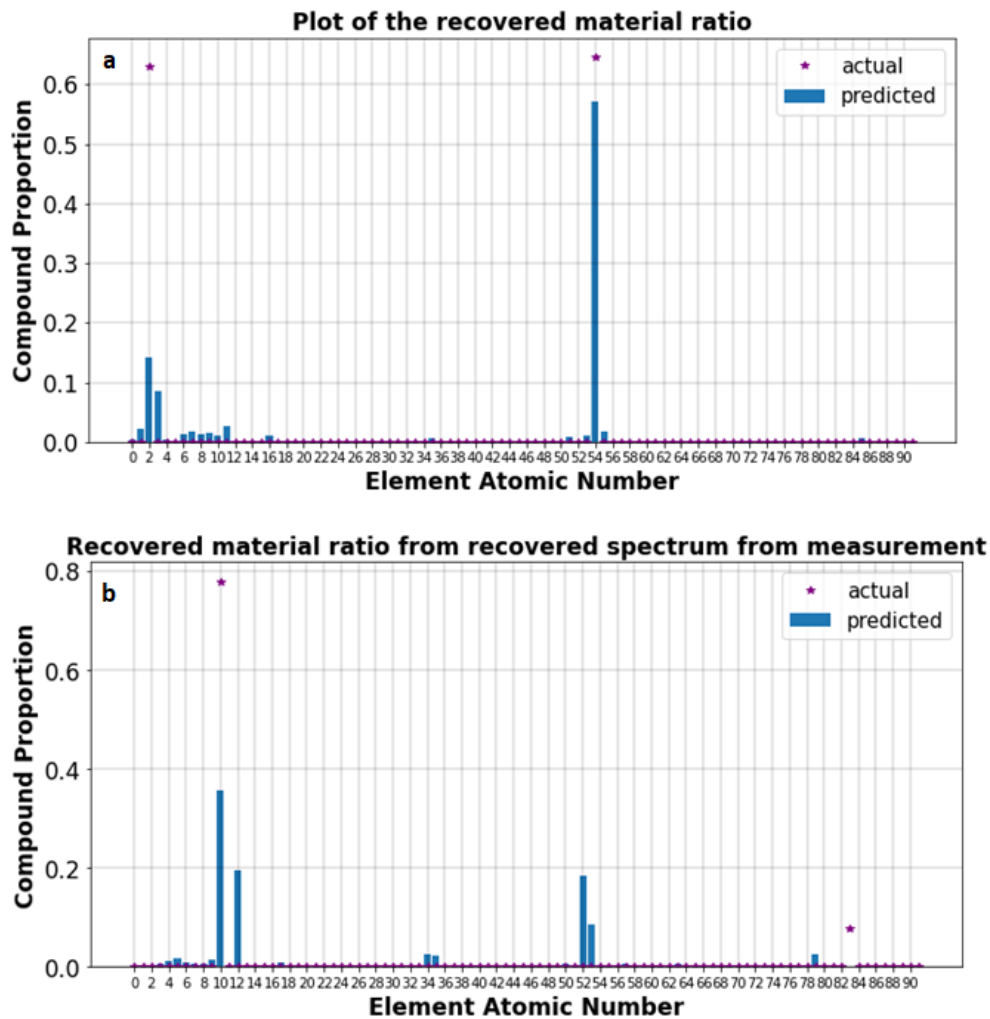 Plot of the recovered material ratio
a
actual
predicted
Compound Proportion
0.6
0.5
0.4
0.3
0.2
0.1
0.0
0 2 4 6 8 10 12 14 16 18 20 22 24 26 28 30 32 34 36 38 40 42 44 46 48 50 52 54 56 58 60 62 64 66 68 70 72 74 76 78 80 82 84 86 88 90
Element Atomic Number
Recovered material ratio from recovered spectrum from measurement
b
actual
predicted
Compound Proportion
0.8
0.6
0.4
0.2
0.0
0 2 4 6 8 10 12 14 16 18 20 22 24 26 28 30 32 34 36 38 40 42 44 46 48 50 52 54 56 58 60 62 64 66 68 70 72 74 76 78 80 82 84 86 88 90
Element Atomic Number